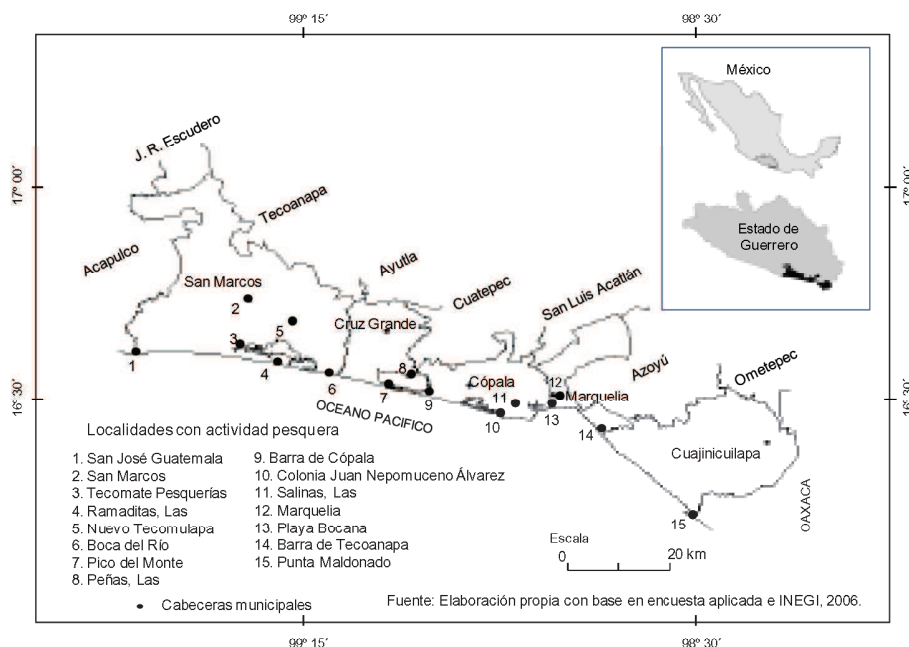 99º 15´
98º 30´
México
Estado de
Guerrero
17º 00´
17º 00´
J. R. Escudero
Tecoanapa
Acapulco
Ayutla
San Marcos
Cuatepec
San Luis Acatlán
2
5
Cruz Grande
3
1
4
6
7
8
9
Azoyú
Ometepec
Cópala
11
12
Marquelia
10
13
14
16º 30´
16º 30´
OCEANO PACIFICO
Cuajinicuilapa
OAXACA
15
Localidades con actividad pesquera
1. San José Guatemala
2. San Marcos
3. Tecomate Pesquerías
4. Ramaditas, Las
5. Nuevo Tecomulapa
6. Boca del Río
7. Pico del Monte
8. Peñas, Las
9. Barra de Cópala
10. Colonia Juan Nepomuceno Álvarez
11. Salinas, Las
12. Marquelia
13. Playa Bocana
14. Barra de Tecoanapa
15. Punta Maldonado
Escala
0 20 km
Cabeceras municipales
Fuente: Elaboración propia con base en encuesta aplicada e INEGI, 2006.
99º 15´
98º 30´